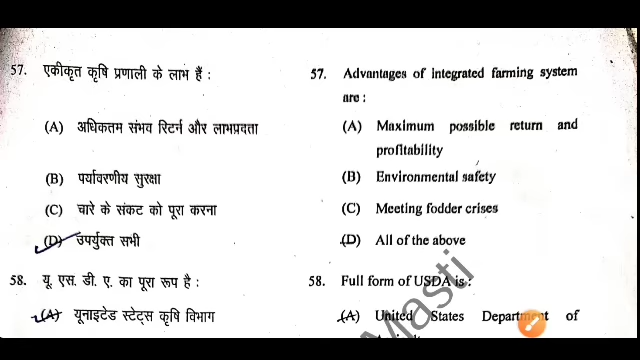 57. एकीकृत कृषि प्रणाली के लाभ हैं :
(A) अधिकतम संभव रिटर्न और लाभप्रदता
(B) पर्यावरणीय सुरक्षा
(C) चारे के संकट को पूरा करना
(D) उपर्युक्त सभी
58. यू. एस. डी. ए. का पूरा रूप है :
(A) यूनाइटेड स्टेट्स कृषि विभाग
57. Advantages of integrated farming system
are :
(A) Maximum possible return and
profitability
(B) Environmental safety
(C) Meeting fodder crises
(D) All of the above
58. Full form of USDA is :
(A) United States Department of
Masti